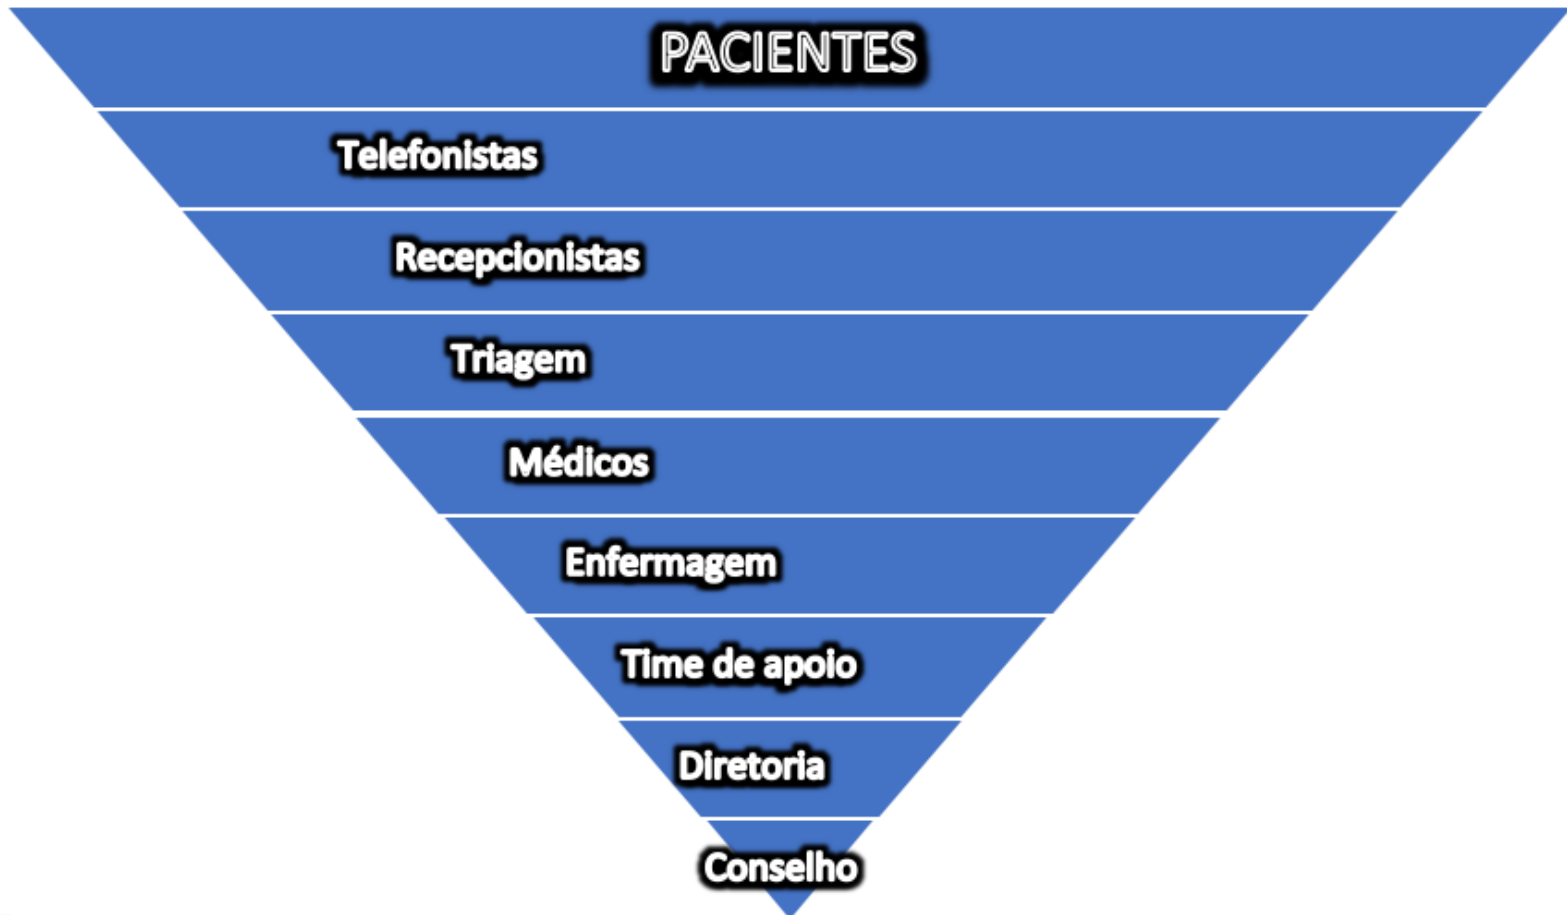 PACIENTES
Telefonistas
Recepcionistas
Triagem
Médicos
Enfermagem
Time de apoio
Diretoria
Conselho